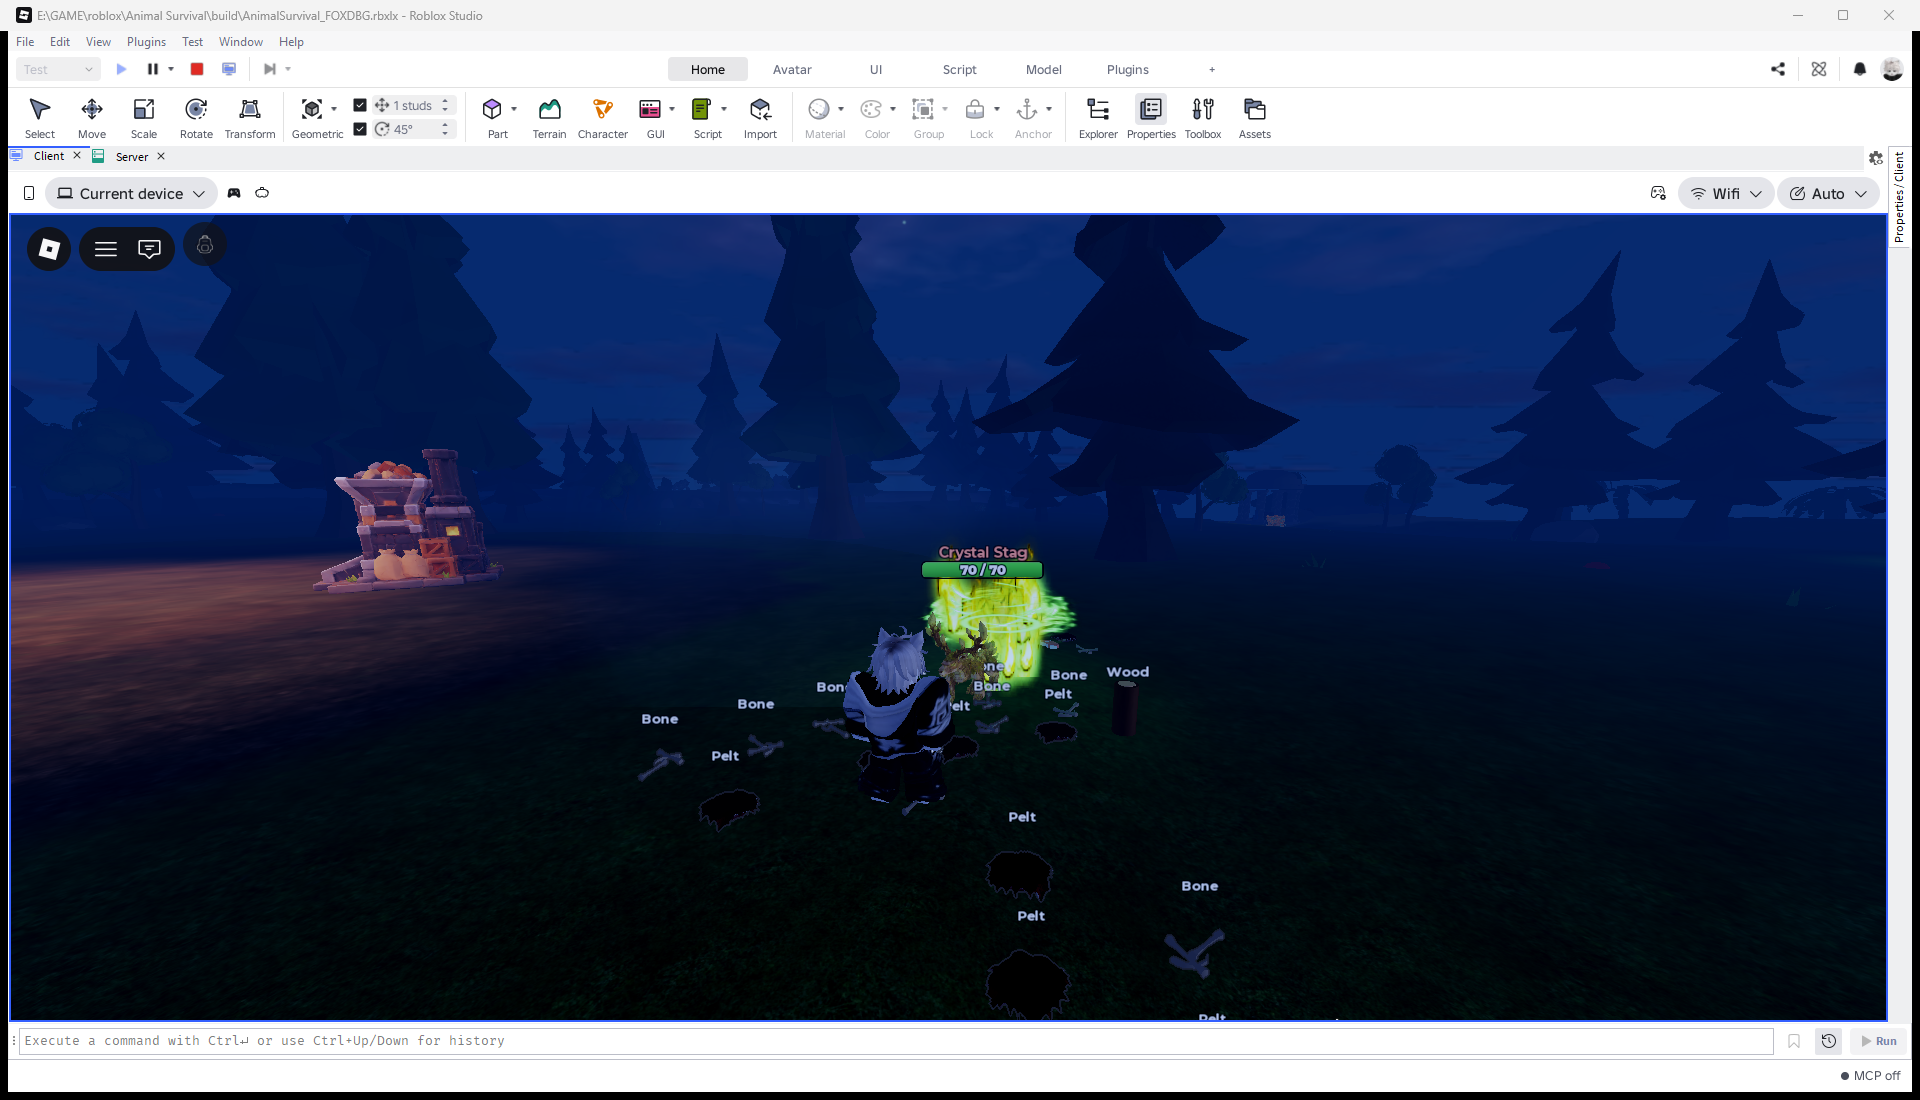 E:\GAME\roblox\Animal Survival\build\AnimalSurvival_FOXDBG.rbxlx - Roblox Studio
File Edit View Plugins Test Window Help
Test
Home Avatar UI Script Model Plugins +
1 studs
45°
Select Move Scale Rotate Transform Geometric Part Terrain Character GUI Script Import Material Color Group Lock Anchor Explorer Properties Toolbox Assets
Client Server
Properties / Client
Current device
Wifi
Auto
Crystal Stag
70 / 70
Bone
Bone
Wood
Bone
Pelt
Bone
Bone
Pelt
Pelt
Pelt
Bone
Pelt
Pelt
Execute a command with Ctrl↵ or use Ctrl+Up/Down for history
Run
MCP off